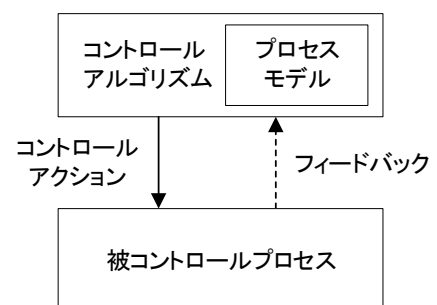 コントロール
アルゴリズム
プロセス
モデル
コントロール
アクション
フィードバック
被コントロールプロセス